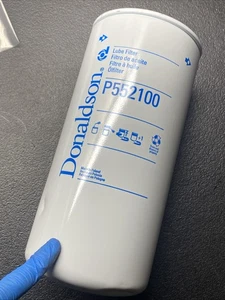 Donaldson®
Lube Filter
Filtro de aceite
Filtre à huile
Ölfilter
P552100